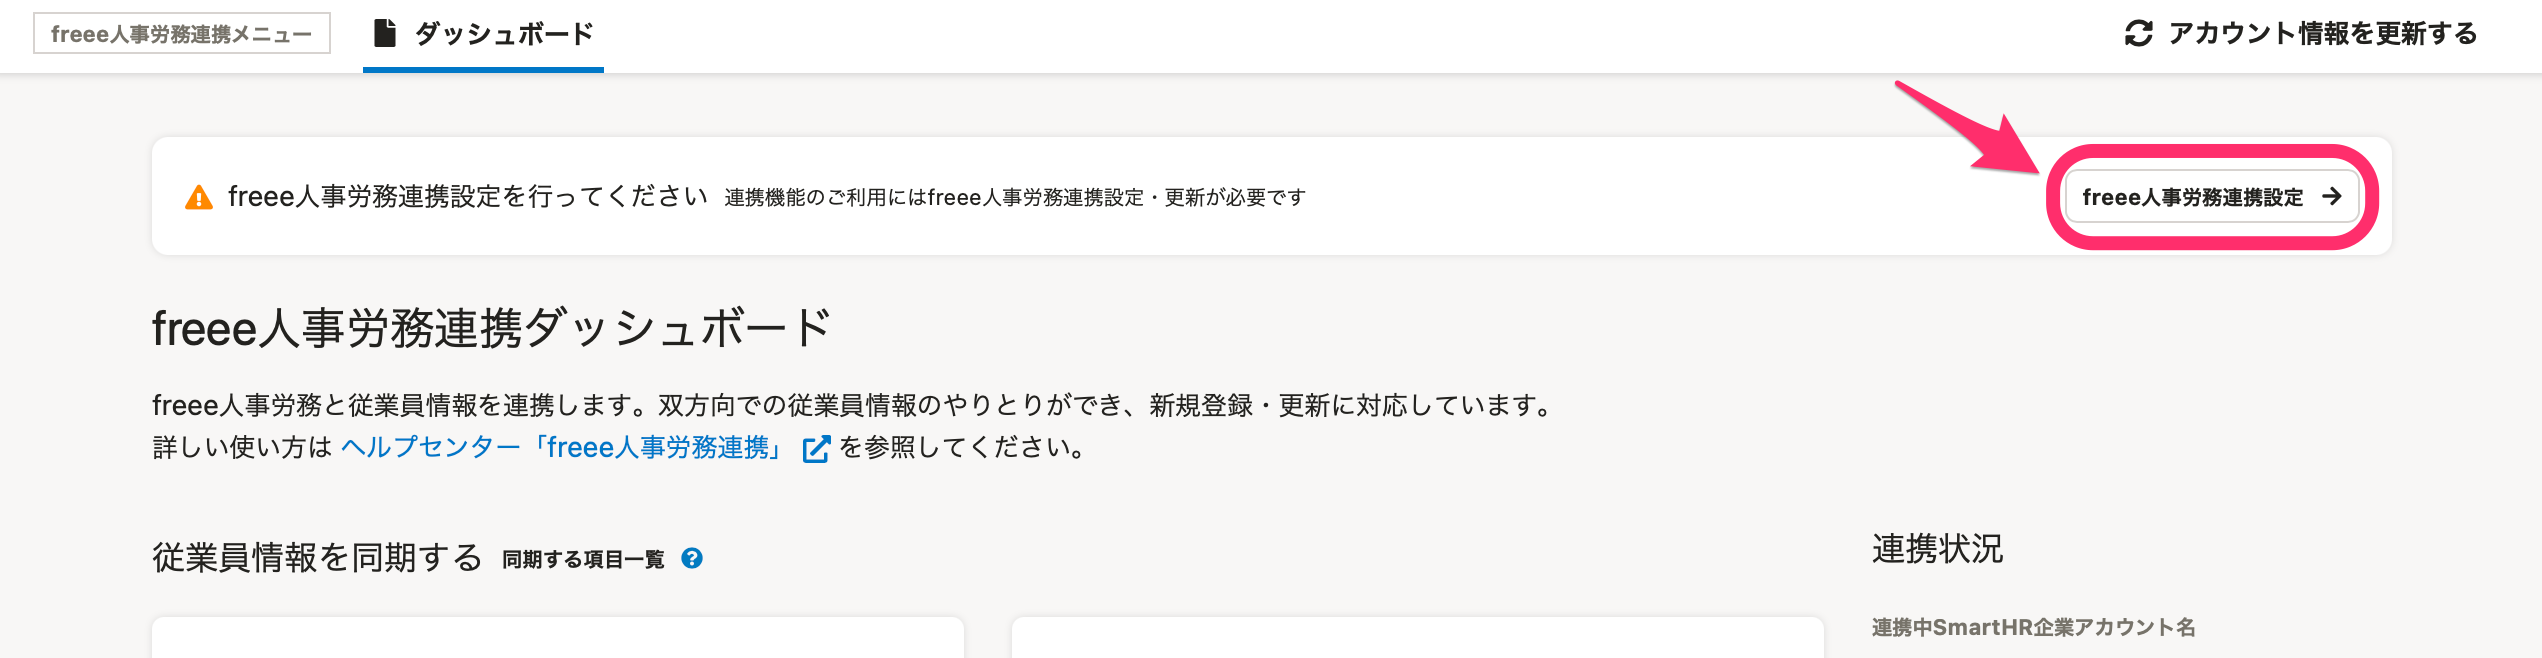 freee人事労務連携メニュー
ダッシュボード
アカウント情報を更新する
freee人事労務連携設定を行ってください 連携機能のご利用にはfreee人事労務連携設定・更新が必要です
freee人事労務連携設定
freee人事労務連携ダッシュボード
freee人事労務と従業員情報を連携します。双方向での従業員情報のやりとりができ、新規登録・更新に対応しています。
詳しい使い方は ヘルプセンター「freee人事労務連携」 を参照してください。
従業員情報を同期する 同期する項目一覧
連携状況
連携中SmartHR企業アカウント名